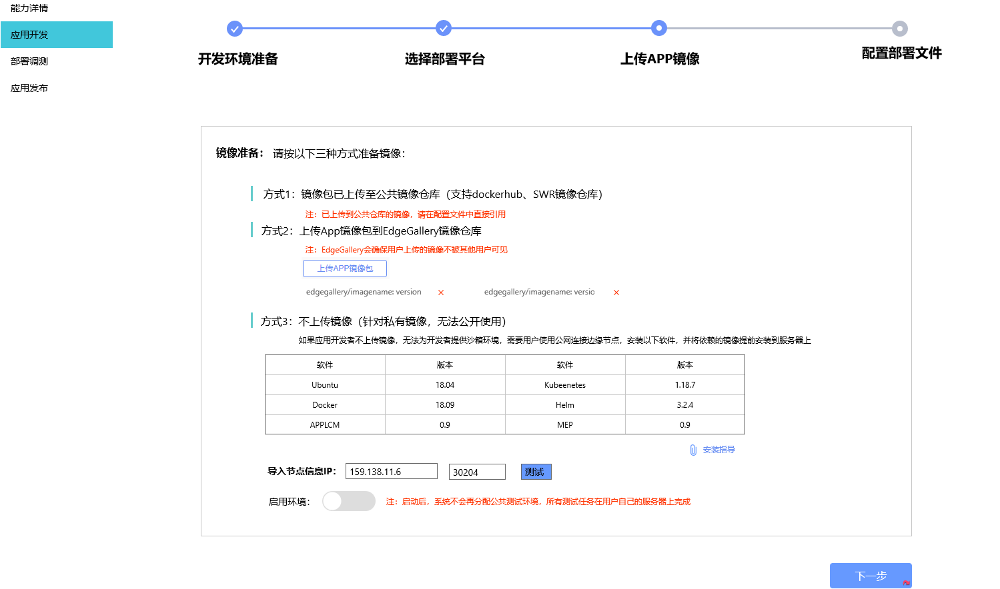 能力详情
应用开发
部署调测
应用发布
开发环境准备
选择部署平台
上传APP镜像
配置部署文件
镜像准备： 请按以下三种方式准备镜像：
方式1：镜像包已上传至公共镜像仓库（支持dockerhub、SWR镜像仓库）
注：已上传到公共仓库的镜像，请在配置文件中直接引用
方式2：上传App镜像包到EdgeGallery镜像仓库
注：EdgeGallery会确保用户上传的镜像不被其他用户可见
上传APP镜像包
edgegallery/imagename: version edgegallery/imagename: versio
方式3：不上传镜像（针对私有镜像，无法公开使用）
如果应用开发者不上传镜像，无法为开发者提供沙箱环境，需要用户使用公网连接边缘节点，安装以下软件，并将依赖的镜像提前安装到服务器上
软件 版本 软件 版本
Ubuntu 18.04 Kubeenetes 1.18.7
Docker 18.09 Helm 3.2.4
APPLCM 0.9 MEP 0.9
安装指导
导入节点信息IP： 159.138.11.6 30204 测试
启用环境： 注：启动后，系统不会再分配公共测试环境，所有测试任务在用户自己的服务器上完成
下一步